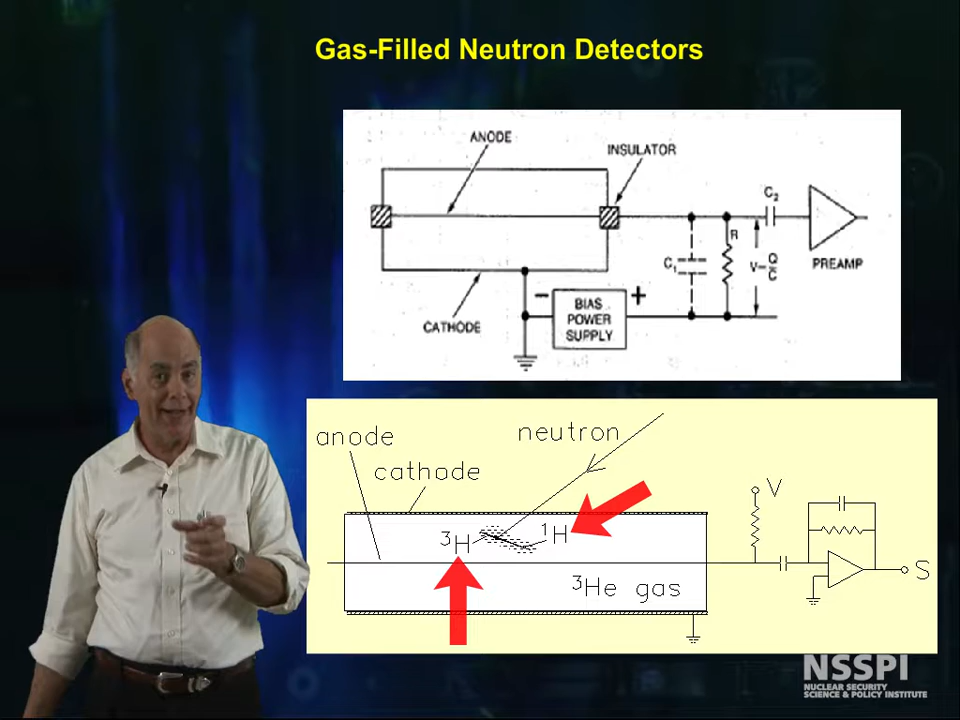 Gas-Filled Neutron Detectors
ANODE
INSULATOR
C2
R
C1
V=Q/C
PREAMP
− BIAS +
POWER
SUPPLY
CATHODE
anode
neutron
cathode
V
³H
¹H
S
³He gas
NSSPI
NUCLEAR SECURITY
SCIENCE & POLICY INSTITUTE